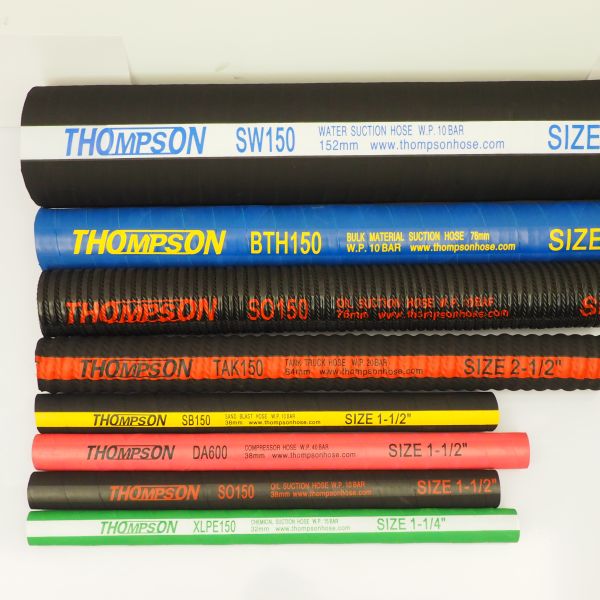 THOMPSON SW150 WATER SUCTION HOSE W.P. 10 BAR SIZE
152mm www.thompsonhose.com
THOMPSON BTH150 BULK MATERIAL SUCTION HOSE 76mm SIZE
W.P. 10 BAR www.thompsonhose.com
THOMPSON SO150 OIL SUCTION HOSE W.P. 10 BAR
76mm www.thompsonhose.com
THOMPSON TAK150 TANK TRUCK HOSE W.P. 20 BAR SIZE 2-1/2"
64mm www.thompsonhose.com
THOMPSON SB150 SAND BLAST HOSE W.P. 10 BAR SIZE 1-1/2"
38mm www.thompsonhose.com
THOMPSON DA600 COMPRESSOR HOSE W.P. 40 BAR SIZE 1-1/2"
38mm www.thompsonhose.com
THOMPSON SO150 OIL SUCTION HOSE W.P. 10 BAR SIZE 1-1/2"
38mm www.thompsonhose.com
THOMPSON XLPE150 CHEMICAL SUCTION HOSE W.P. 15 BAR SIZE 1-1/4"
32mm www.thompsonhose.com